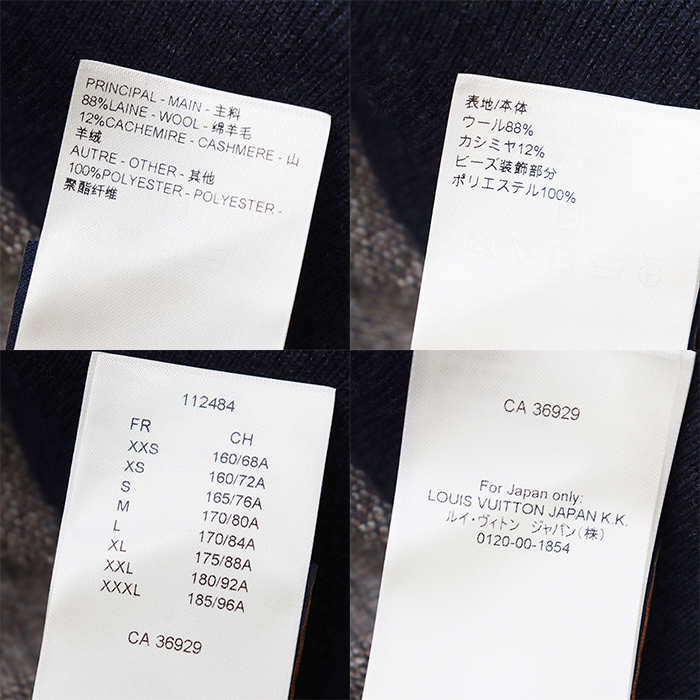 PRINCIPAL - MAIN - 主料
88%LAINE - WOOL - 绵羊毛
12%CACHEMIRE - CASHMERE - 山
羊绒
AUTRE - OTHER - 其他
100%POLYESTER - POLYESTER -
聚酯纤维
表地/本体
ウール88%
カシミヤ12%
ビーズ装飾部分
ポリエステル100%
112484
FR CH
XXS 160/68A
XS 160/72A
S 165/76A
M 170/80A
L 170/84A
XL 175/88A
XXL 180/92A
XXXL 185/96A
CA 36929
CA 36929
For Japan only:
LOUIS VUITTON JAPAN K.K.
ルイ・ヴィトン ジャパン(株)
0120-00-1854